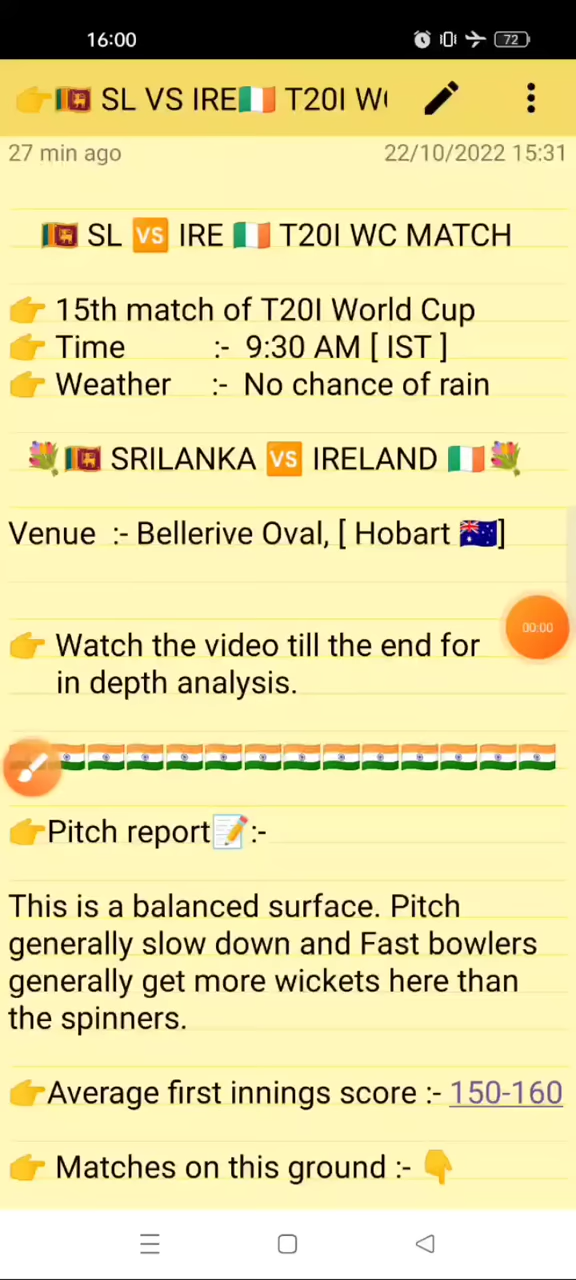 16:00
72
👉🇱🇰 SL VS IRE🇮🇪 T20I W
27 min ago 22/10/2022 15:31
🇱🇰 SL 🆚 IRE 🇮🇪 T20I WC MATCH
👉 15th match of T20I World Cup
👉 Time :- 9:30 AM [ IST ]
👉 Weather :- No chance of rain
💐🇱🇰 SRILANKA 🆚 IRELAND 🇮🇪💐
Venue :- Bellerive Oval, [ Hobart 🇦🇺]
00:00
👉 Watch the video till the end for
in depth analysis.
👉Pitch report📝:-
This is a balanced surface. Pitch
generally slow down and Fast bowlers
generally get more wickets here than
the spinners.
👉Average first innings score :- 150-160
👉 Matches on this ground :- 👇